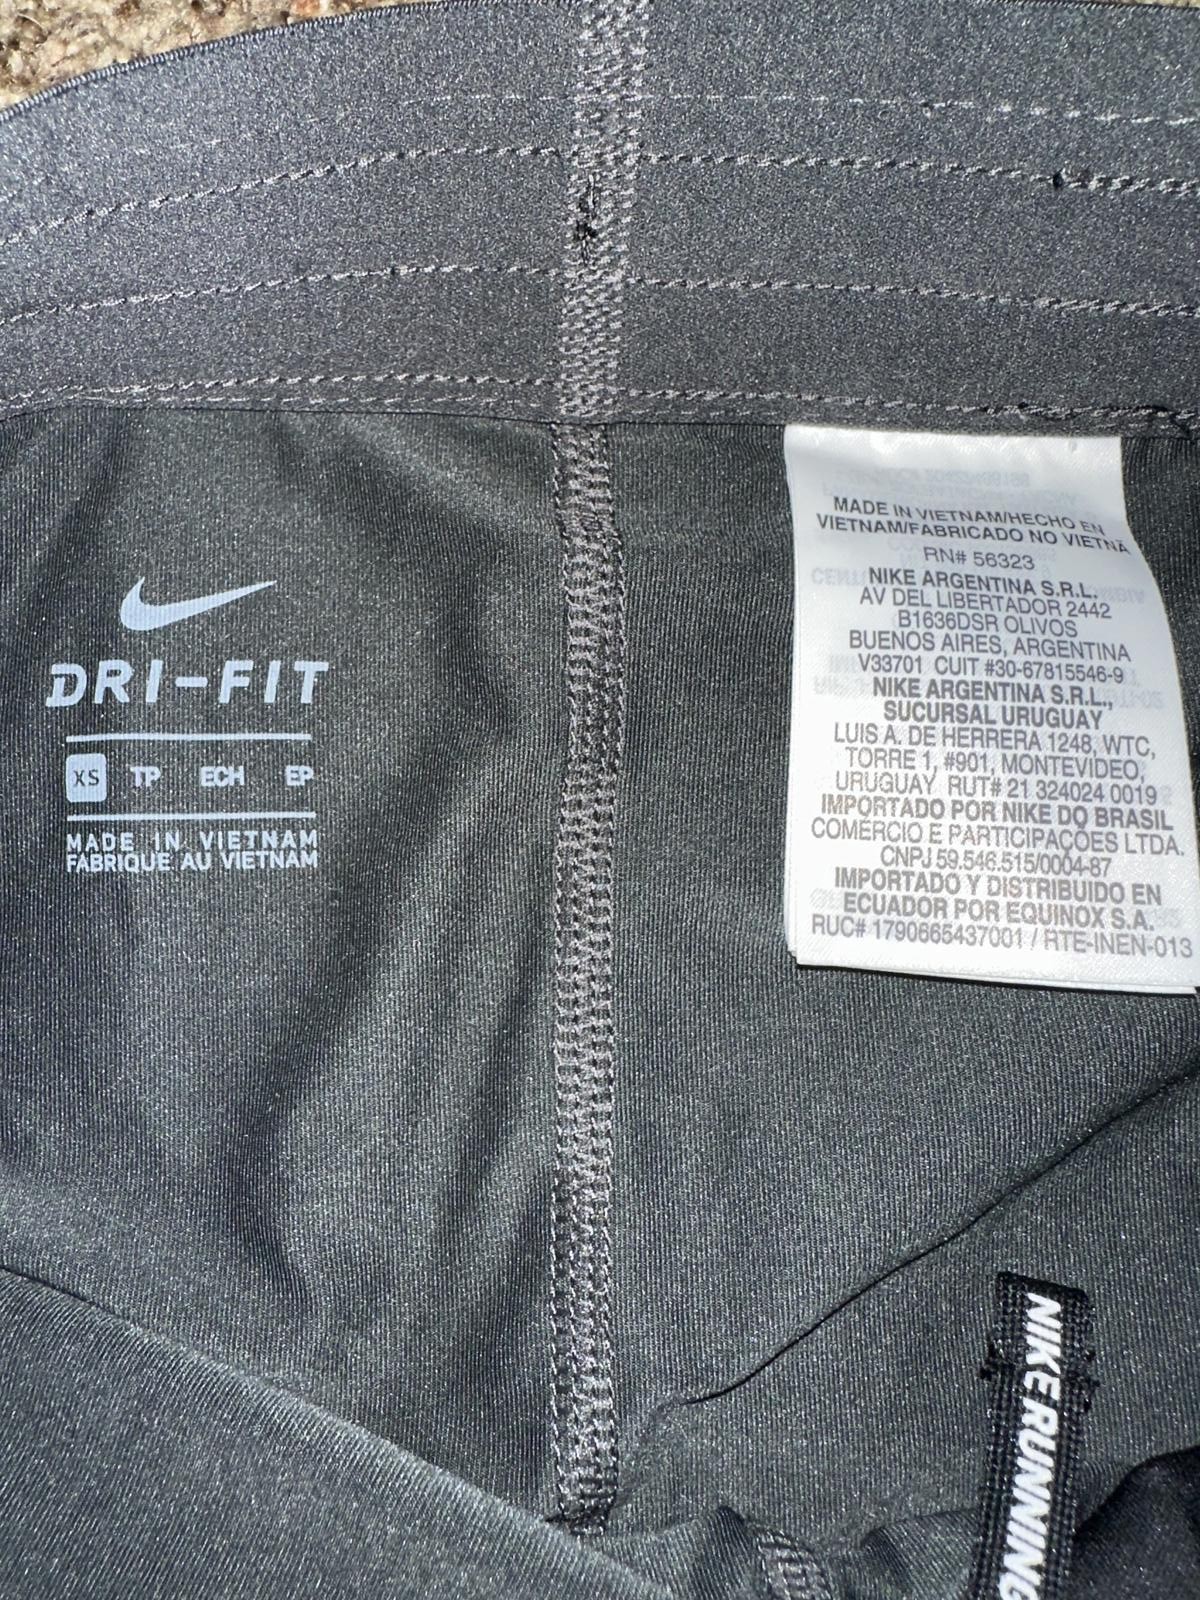 DRI-FIT
XS TP ECH EP
MADE IN VIETNAM
FABRIQUE AU VIETNAM
MADE IN VIETNAM/HECHO EN
VIETNAM/FABRICADO NO VIETNÃ
RN# 56323
NIKE ARGENTINA S.R.L.
AV DEL LIBERTADOR 2442
B1636DSR OLIVOS
BUENOS AIRES, ARGENTINA
V33701 CUIT #30-67815546-9
NIKE ARGENTINA S.R.L.,
SUCURSAL URUGUAY
LUIS A. DE HERRERA 1248, WTC,
TORRE 1, #901, MONTEVIDEO,
URUGUAY RUT# 21 324024 0019
IMPORTADO POR NIKE DO BRASIL
COMÉRCIO E PARTICIPAÇÕES LTDA.
CNPJ 59.546.515/0004-87
IMPORTADO Y DISTRIBUIDO EN
ECUADOR POR EQUINOX S.A.
RUC# 1790665437001 / RTE-INEN-013
NIKE RUNNING